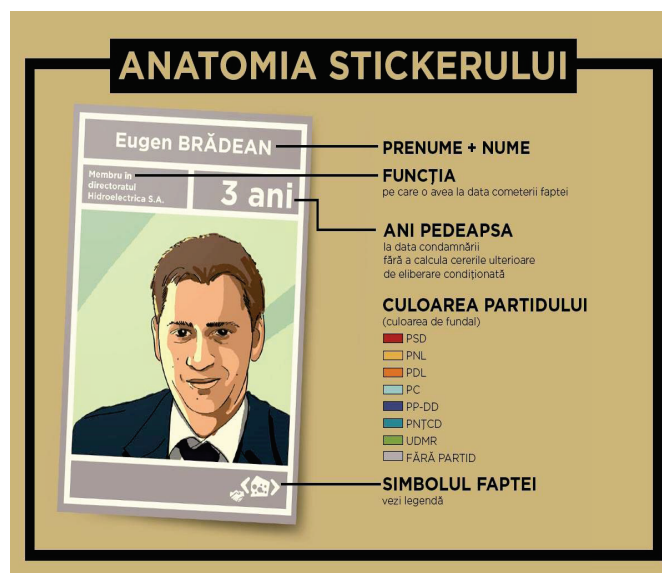 ANATOMIA STICKERULUI
Eugen BRĂDEAN
Membru în
directoratul
Hidroelectrica S.A.
3 ani
PRENUME + NUME
FUNCȚIA
pe care o avea la data cometerii faptei
ANI PEDEAPSA
la data condamnării
fără a calcula cererile ulterioare
de eliberare condiționată
CULOAREA PARTIDULUI
(culoarea de fundal)
PSD
PNL
PDL
PC
PP-DD
PNȚCD
UDMR
FĂRĂ PARTID
SIMBOLUL FAPTEI
vezi legendă